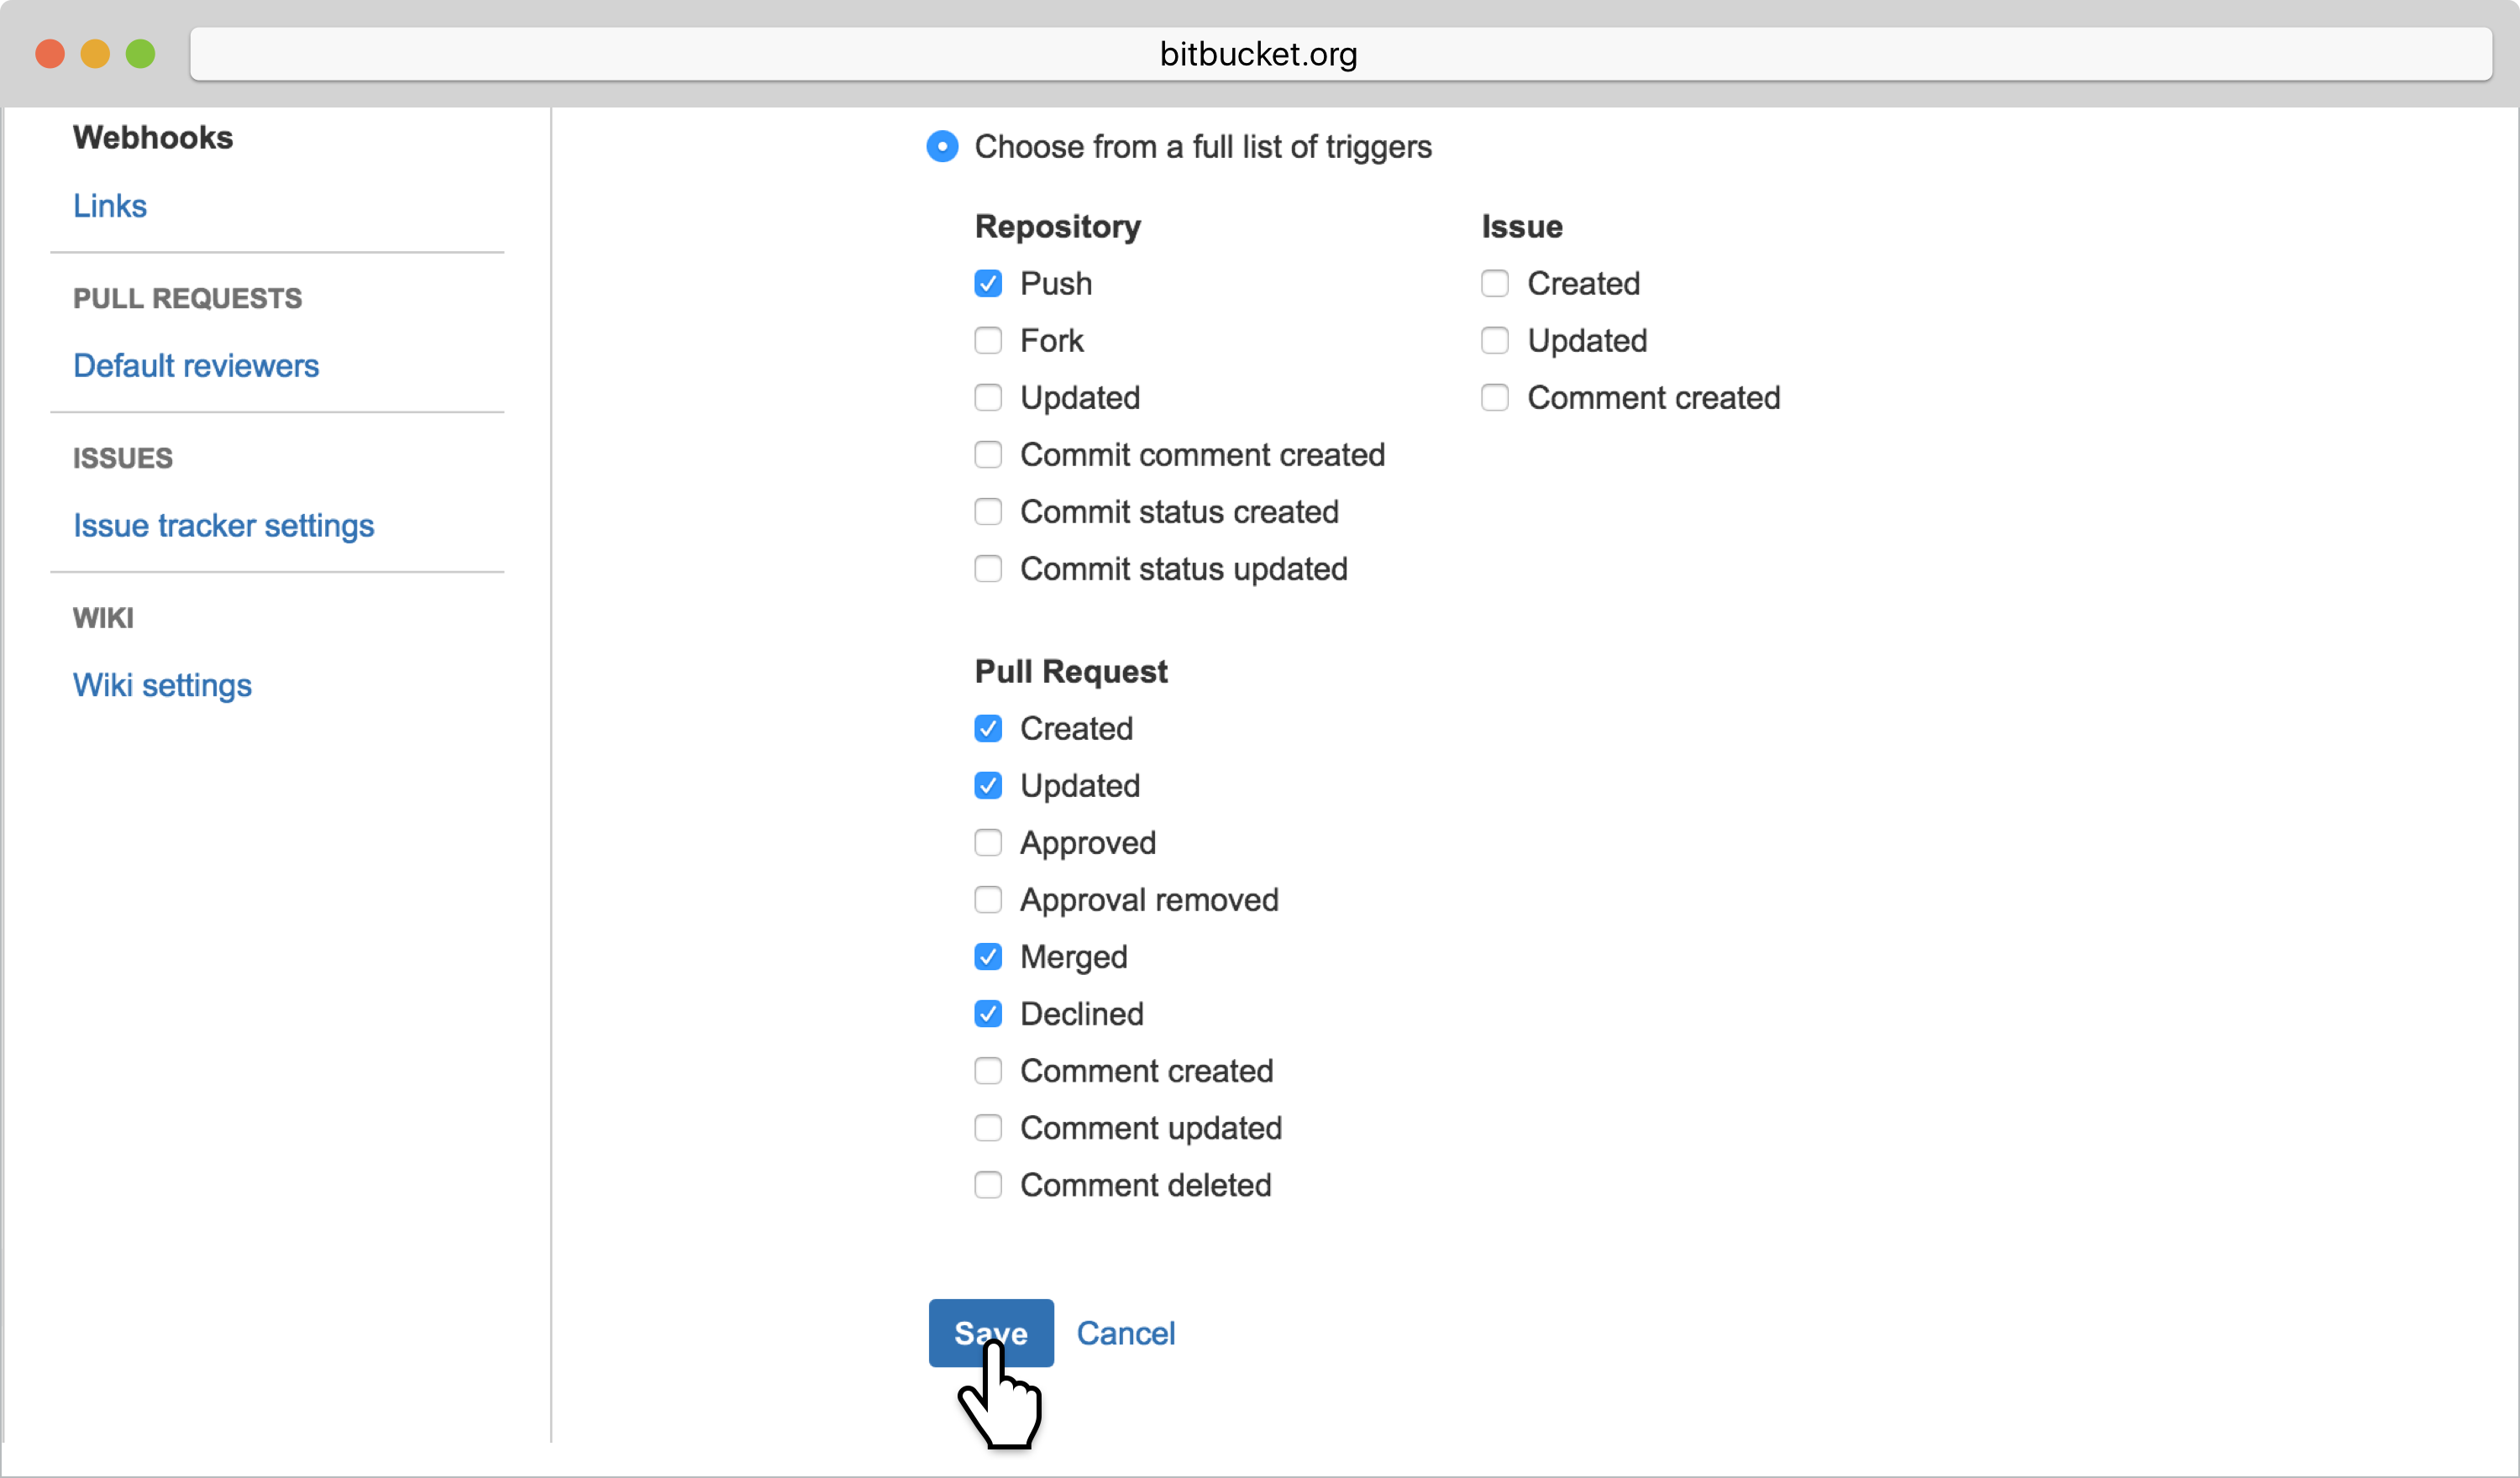 bitbucket.org
Webhooks
Links
PULL REQUESTS
Default reviewers
ISSUES
Issue tracker settings
WIKI
Wiki settings
Choose from a full list of triggers
Repository
Push
Fork
Updated
Commit comment created
Commit status created
Commit status updated
Issue
Created
Updated
Comment created
Pull Request
Created
Updated
Approved
Approval removed
Merged
Declined
Comment created
Comment updated
Comment deleted
Save
Cancel